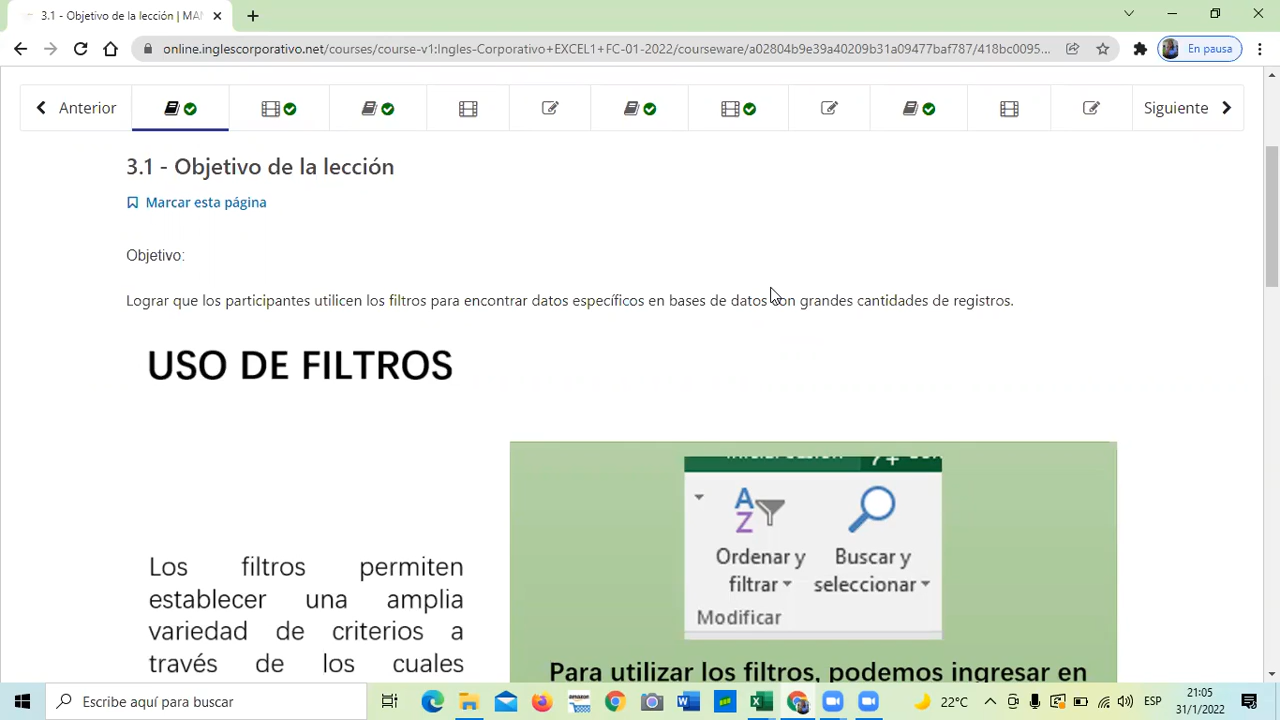 3.1 - Objetivo de la lección | MAN
online.inglescorporativo.net/courses/course-v1:Ingles-Corporativo+EXCEL1+FC-01-2022/courseware/a02804b9e39a40209b31a09477baf787/418bc0095...
En pausa
Anterior
Siguiente
3.1 - Objetivo de la lección
Marcar esta página
Objetivo:
Lograr que los participantes utilicen los filtros para encontrar datos específicos en bases de datos con grandes cantidades de registros.
USO DE FILTROS
Ordenar y filtrar
Buscar y seleccionar
Modificar
Los filtros permiten
establecer una amplia
variedad de criterios a
través de los cuales
Para utilizar los filtros, podemos ingresar en
Escribe aquí para buscar
22°C
ESP
21:05
31/1/2022